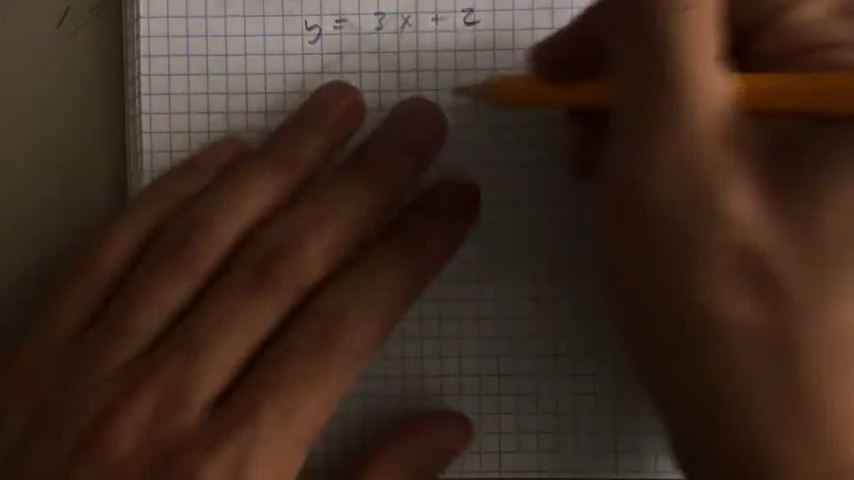 y = 3x + 2